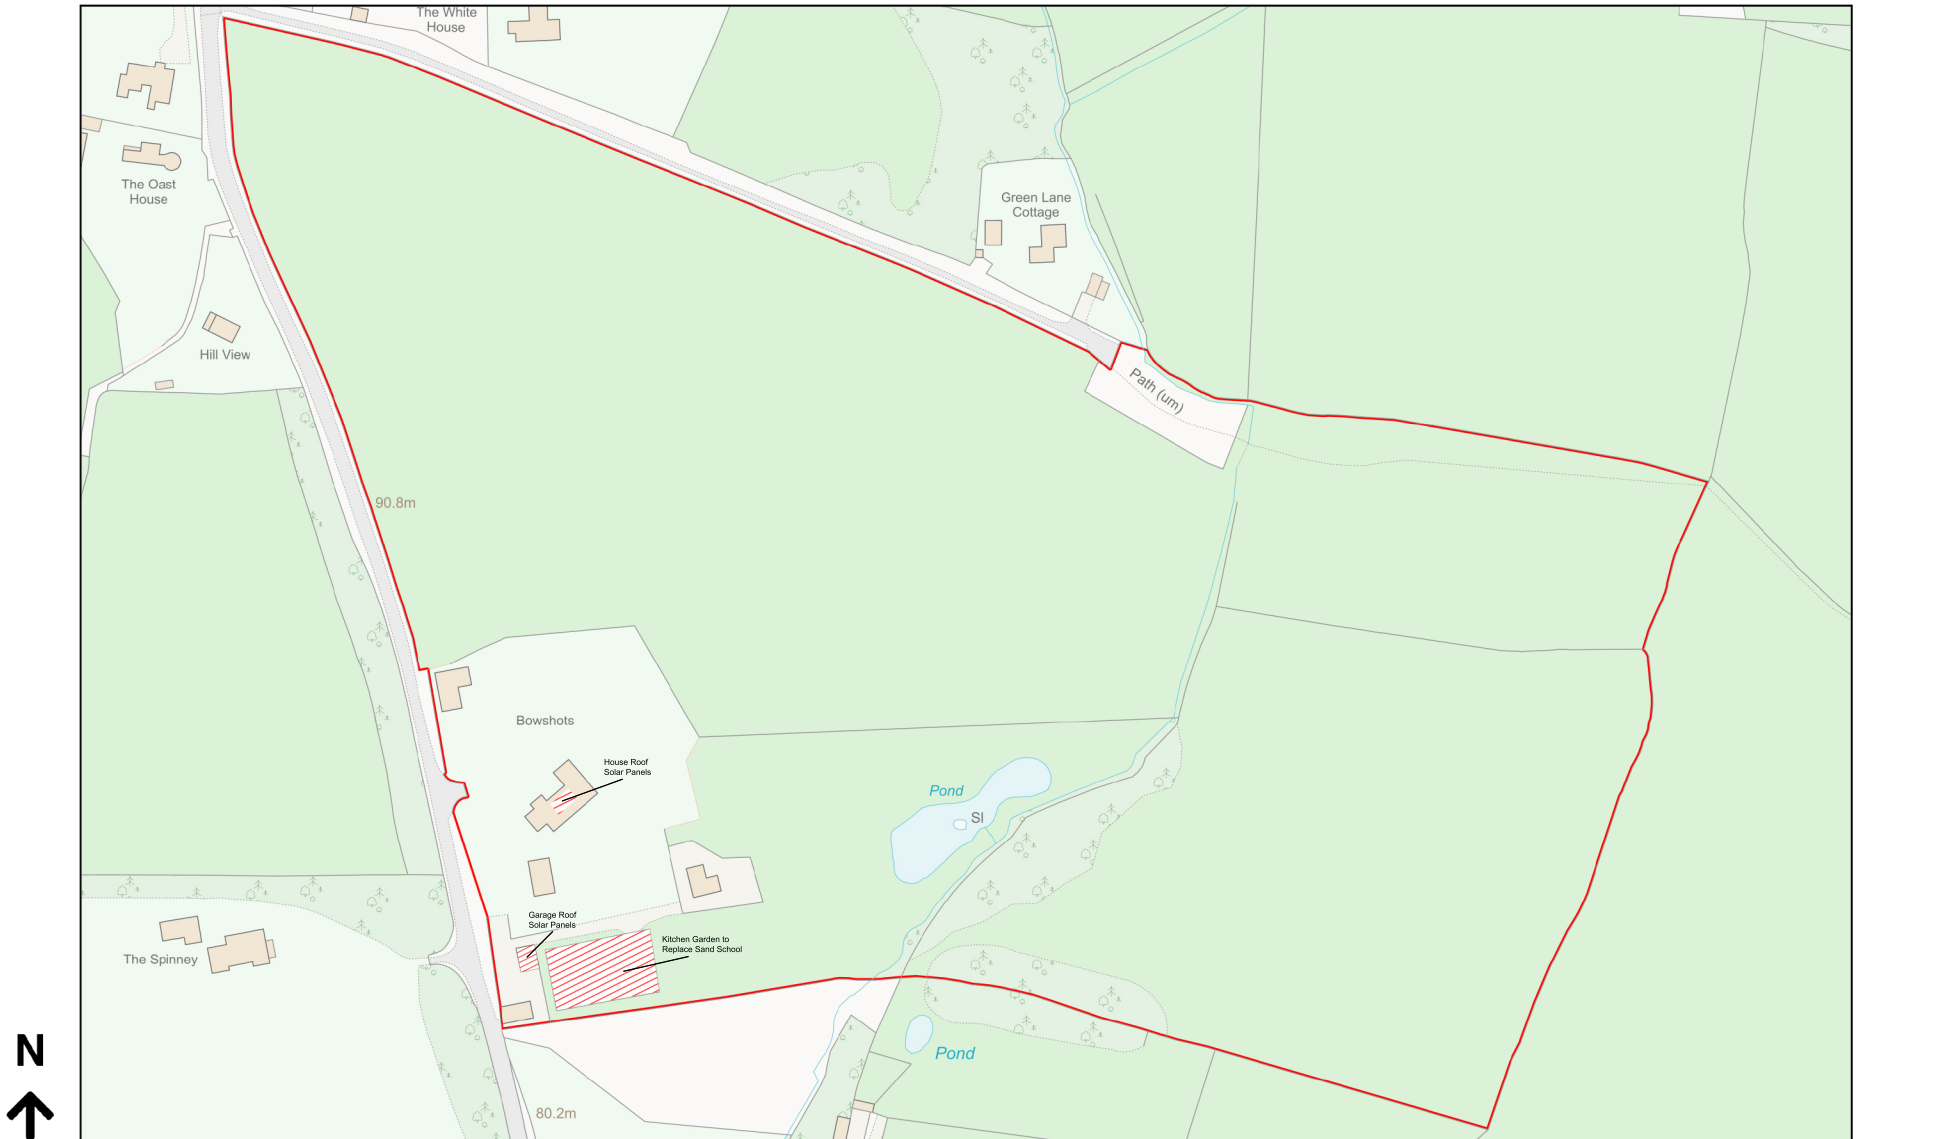 The White
House
The Oast
House
Green Lane
Cottage
Hill View
Path (um)
90.8m
Bowshots
House Roof
Solar Panels
Pond
SI
Garage Roof
Solar Panels
Kitchen Garden to
Replace Sand School
The Spinney
N
Pond
80.2m